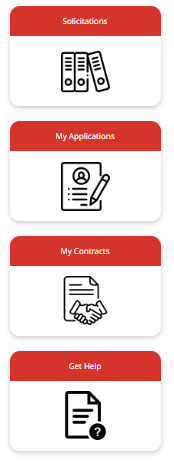 Solicitations
My Applications
My Contracts
Get Help
?